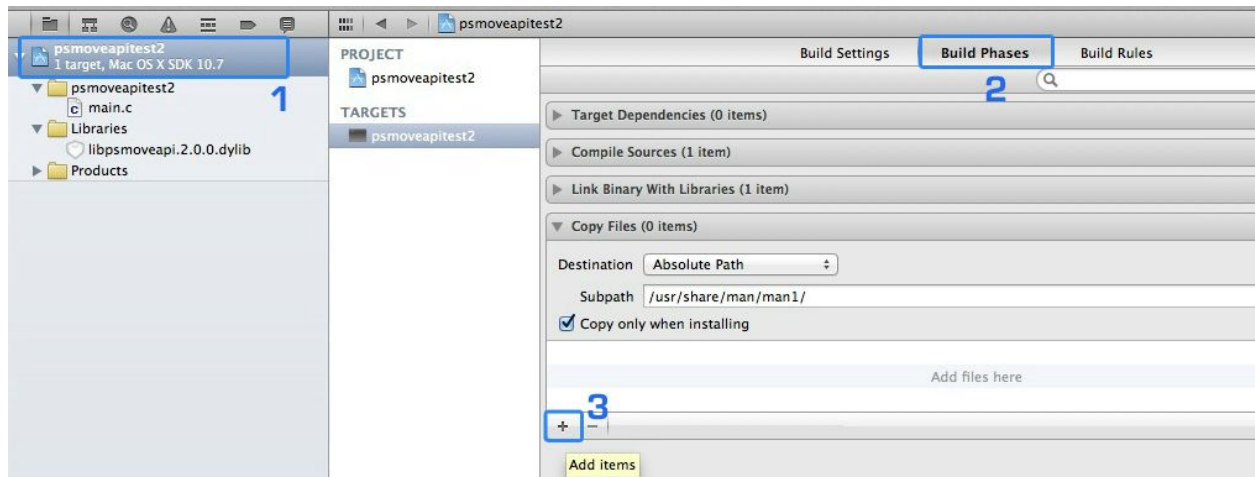 psmoveapitest2
psmoveapitest2
1 target, Mac OS X SDK 10.7
1
psmoveapitest2
c main.c
Libraries
libpsmoveapi.2.0.0.dylib
Products
PROJECT
psmoveapitest2
TARGETS
psmoveapitest2
Build Settings
Build Phases
Build Rules
2
Target Dependencies (0 items)
Compile Sources (1 item)
Link Binary With Libraries (1 item)
Copy Files (0 items)
Destination Absolute Path
Subpath /usr/share/man/man1/
Copy only when installing
Add files here
3
+ −
Add items